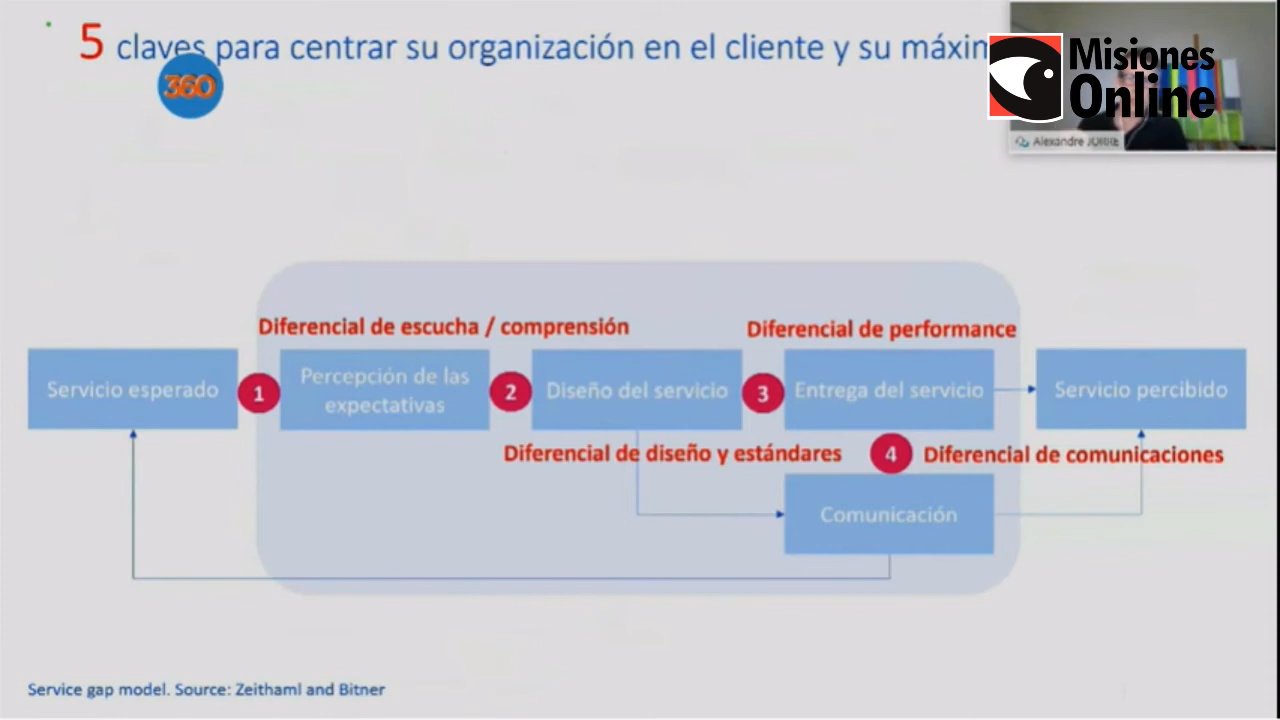 5 claves para centrar su organización en el cliente y su máxim
360
Misiones
Online
Alexandre JORRE
Diferencial de escucha / comprensión
Diferencial de performance
Servicio esperado
1
Percepción de las
expectativas
2
Diseño del servicio
3
Entrega del servicio
Servicio percibido
Diferencial de diseño y estándares
4
Diferencial de comunicaciones
Comunicación
Service gap model. Source: Zeithaml and Bitner